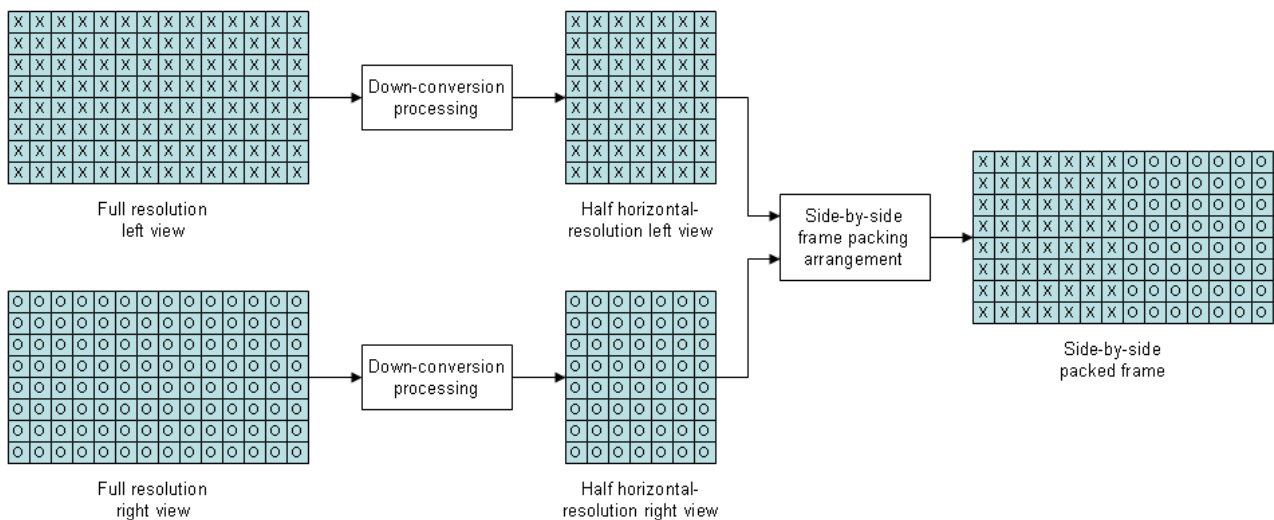 X X X X X X X X X X X X X X
X X X X X X X X X X X X X X
X X X X X X X X X X X X X X
X X X X X X X X X X X X X X
X X X X X X X X X X X X X X
X X X X X X X X X X X X X X
X X X X X X X X X X X X X X
X X X X X X X X X X X X X X
Full resolution
left view
Down-conversion
processing
X X X X X X X
X X X X X X X
X X X X X X X
X X X X X X X
X X X X X X X
X X X X X X X
X X X X X X X
X X X X X X X
Half horizontal-
resolution left view
O O O O O O O O O O O O O O
O O O O O O O O O O O O O O
O O O O O O O O O O O O O O
O O O O O O O O O O O O O O
O O O O O O O O O O O O O O
O O O O O O O O O O O O O O
O O O O O O O O O O O O O O
O O O O O O O O O O O O O O
Full resolution
right view
Down-conversion
processing
O O O O O O O
O O O O O O O
O O O O O O O
O O O O O O O
O O O O O O O
O O O O O O O
O O O O O O O
O O O O O O O
Half horizontal-
resolution right view
Side-by-side
frame packing
arrangement
X X X X X X X O O O O O O O
X X X X X X X O O O O O O O
X X X X X X X O O O O O O O
X X X X X X X O O O O O O O
X X X X X X X O O O O O O O
X X X X X X X O O O O O O O
X X X X X X X O O O O O O O
X X X X X X X O O O O O O O
Side-by-side
packed frame